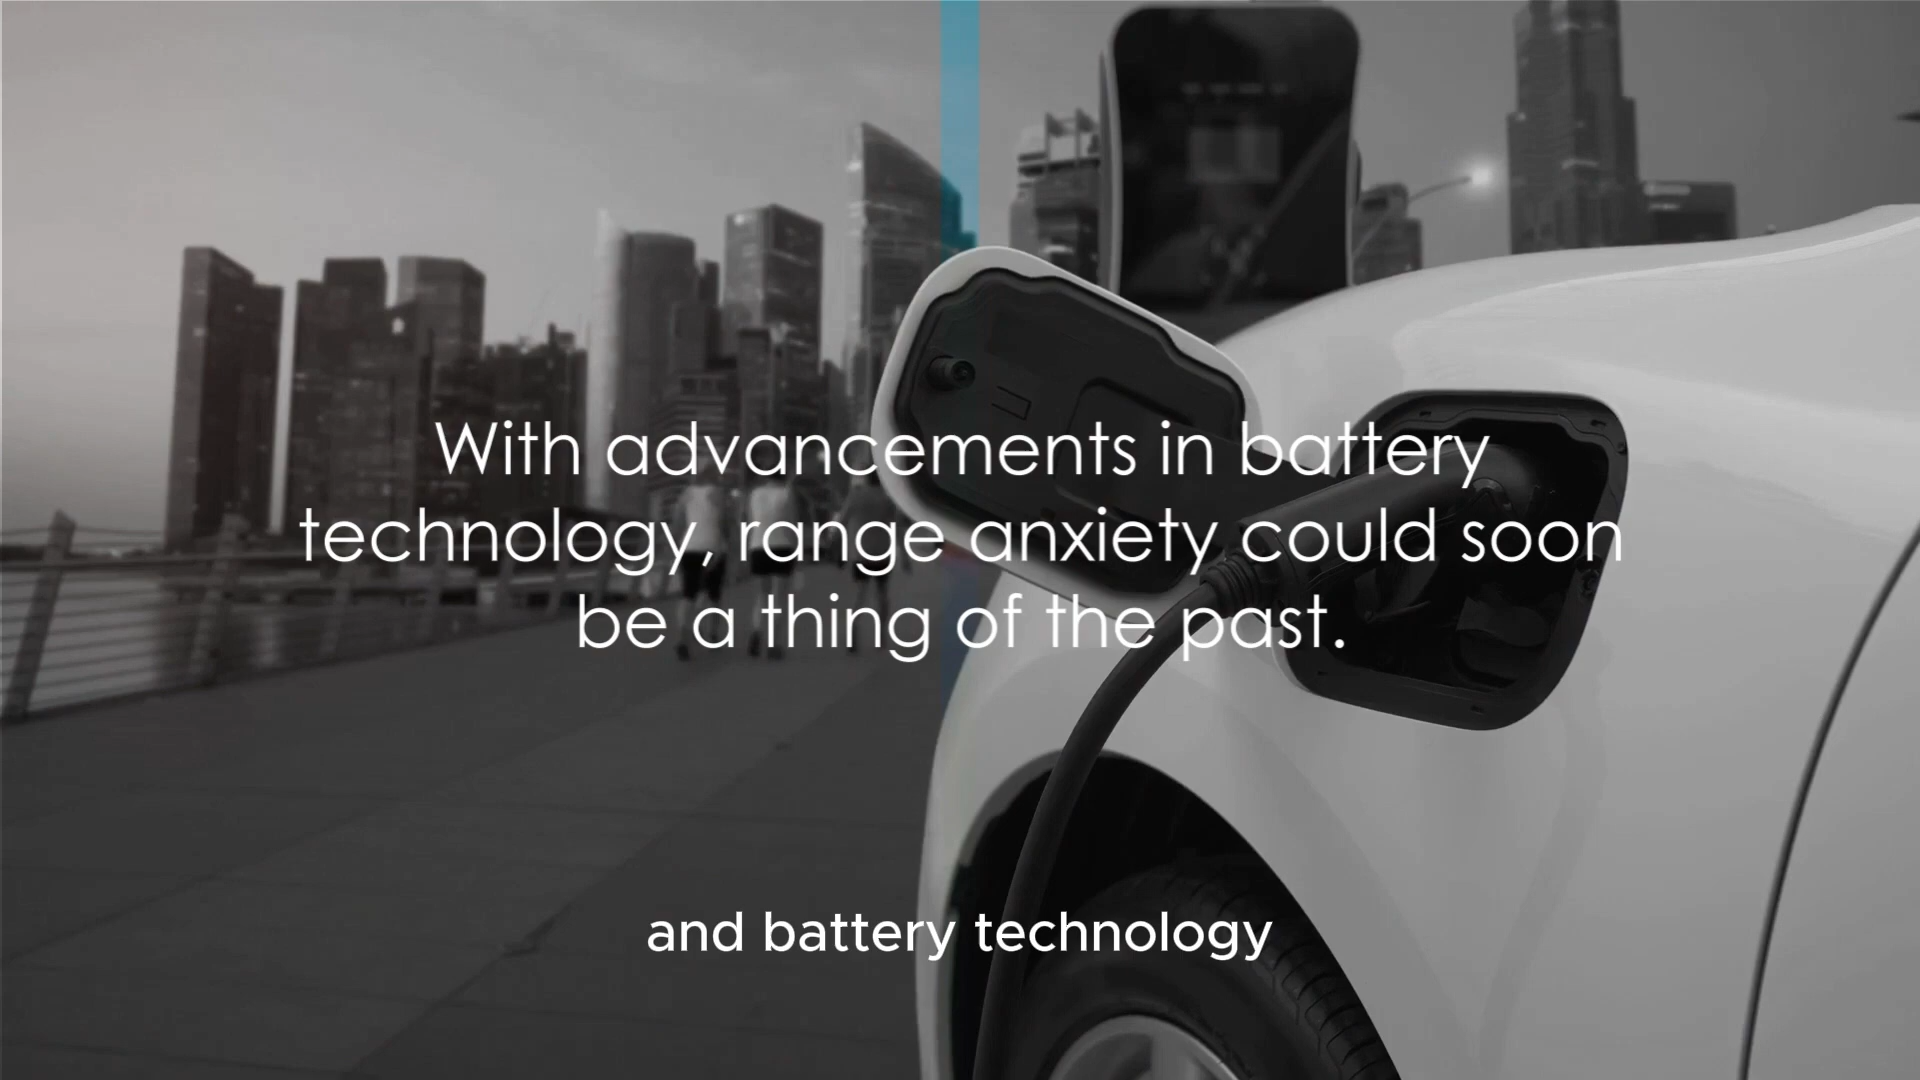 With advancements in battery
technology, range anxiety could soon
be a thing of the past.
and battery technology